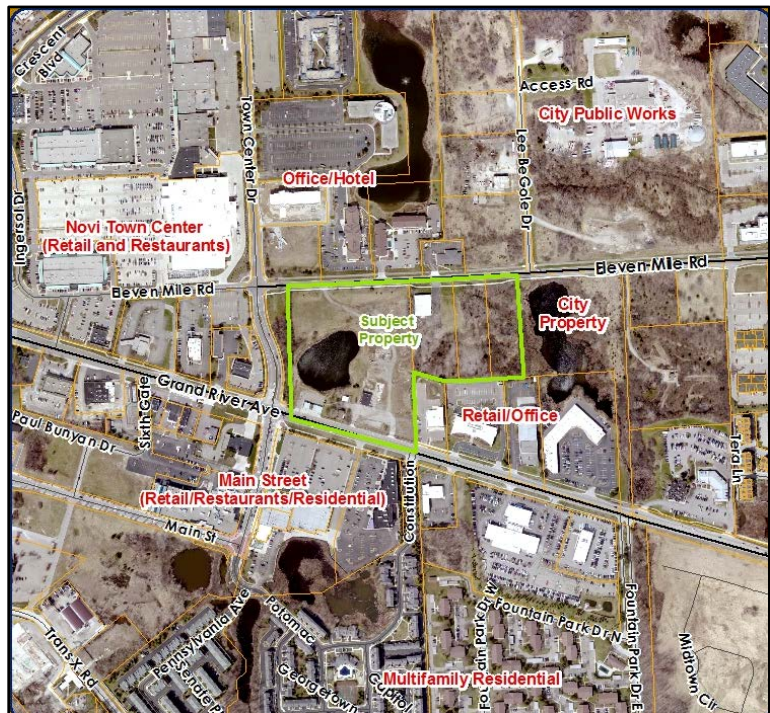 Crescent
Blvd
Access Rd
City Public Works
Town Center Dr
Lee BeGole Dr
Office/Hotel
Ingersol Dr
Novi Town Center
(Retail and Restaurants)
Eleven Mile Rd
Eleven Mile Rd
Subject
Property
City
Property
Grand River Ave
Sixth Gate
Paul Bunyan Dr
Retail/Office
Main Street
(Retail/Restaurants/Residential)
Constitution
Main St
Tera Ln
Trans X Rd
Pennsylvania Ave
Senate Pl
Potomac
Georgetown
Capitol
Fountain Park Dr W
Fountain Park Dr N
Fountain Park Dr E
Multifamily Residential
Midtown Cir